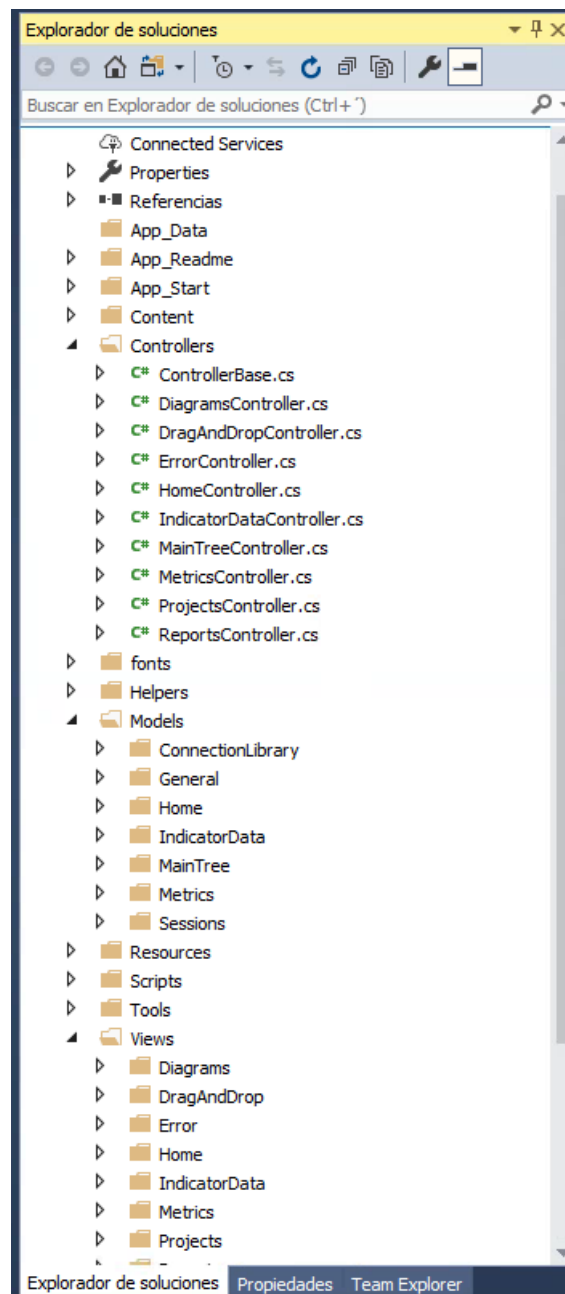 Explorador de soluciones
Buscar en Explorador de soluciones (Ctrl+´)
Connected Services
Properties
Referencias
App_Data
App_Readme
App_Start
Content
Controllers
C# ControllerBase.cs
C# DiagramsController.cs
C# DragAndDropController.cs
C# ErrorController.cs
C# HomeController.cs
C# IndicatorDataController.cs
C# MainTreeController.cs
C# MetricsController.cs
C# ProjectsController.cs
C# ReportsController.cs
fonts
Helpers
Models
ConnectionLibrary
General
Home
IndicatorData
MainTree
Metrics
Sessions
Resources
Scripts
Tools
Views
Diagrams
DragAndDrop
Error
Home
IndicatorData
Metrics
Projects
Explorador de soluciones Propiedades Team Explorer